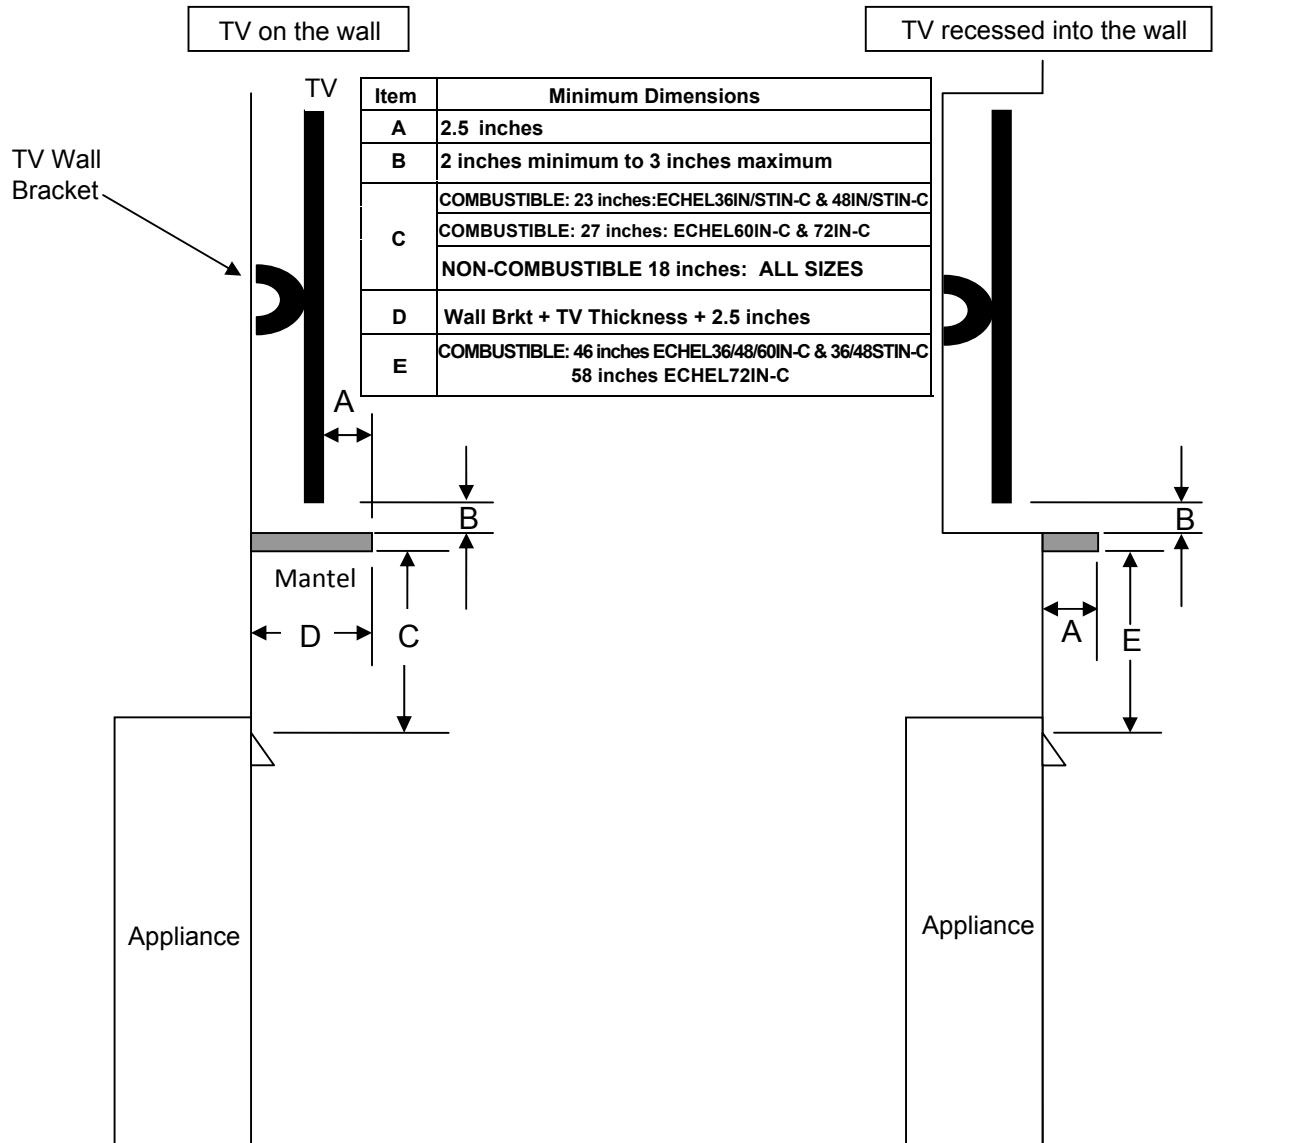 TV on the wall
TV recessed into the wall
TV
TV Wall
Bracket
Item Minimum Dimensions
A 2.5 inches
B 2 inches minimum to 3 inches maximum
C
COMBUSTIBLE: 23 inches:ECHEL36IN/STIN-C & 48IN/STIN-C
COMBUSTIBLE: 27 inches: ECHEL60IN-C & 72IN-C
NON-COMBUSTIBLE 18 inches: ALL SIZES
D Wall Brkt + TV Thickness + 2.5 inches
E
COMBUSTIBLE: 46 inches ECHEL36/48/60IN-C & 36/48STIN-C
58 inches ECHEL72IN-C
A
B
B
Mantel
D
C
A
E
Appliance
Appliance